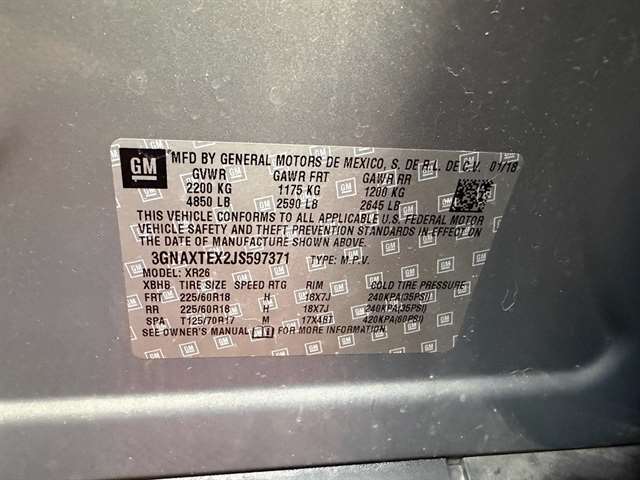 GM MFD BY GENERAL MOTORS DE MEXICO, S. DE R.L. DE C.V. 01/18
GVWR GAWR FRT GAWR RR
2200 KG 1175 KG 1200 KG
4850 LB 2590 LB 2645 LB
THIS VEHICLE CONFORMS TO ALL APPLICABLE U.S. FEDERAL MOTOR
VEHICLE SAFETY AND THEFT PREVENTION STANDARDS IN EFFECT ON
THE DATE OF MANUFACTURE SHOWN ABOVE.
3GNAXTEX2JS597371 TYPE: M.P.V.
MODEL: XR26
XBHB TIRE SIZE SPEED RTG RIM COLD TIRE PRESSURE
FRT 225/60R18 H 18X7J 240KPA(35PSI)
RR 225/60R18 H 18X7J 240KPA(35PSI)
SPA T125/70R17 M 17X4BT 420KPA(60PSI)
SEE OWNER'S MANUAL FOR MORE INFORMATION.